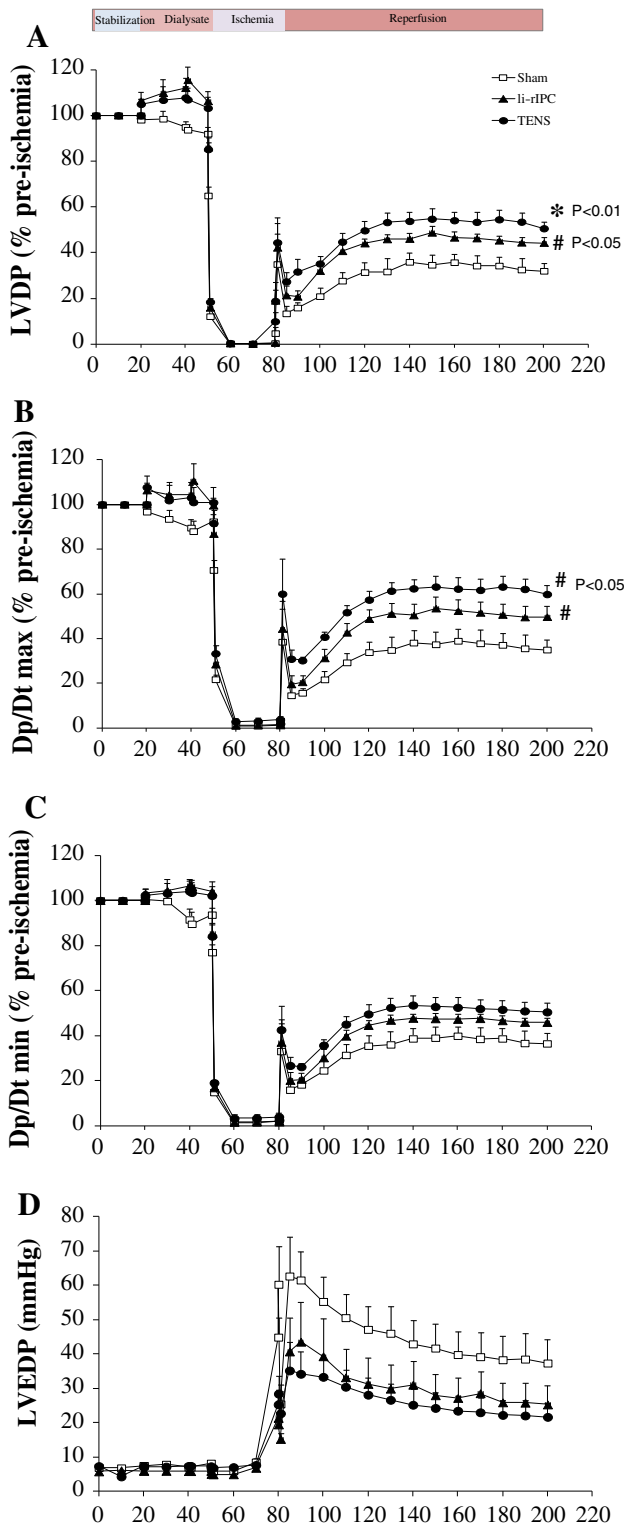 Stabilization Dialysate Ischemia Reperfusion
A
LVDP (% pre-ischemia)
120
100
80
60
40
20
0
0 20 40 60 80 100 120 140 160 180 200 220
Sham
li-rIPC
TENS
* P<0.01
# P<0.05
B
Dp/Dt max (% pre-ischemia)
120
100
80
60
40
20
0
0 20 40 60 80 100 120 140 160 180 200 220
# P<0.05
#
C
Dp/Dt min (% pre-ischemia)
120
100
80
60
40
20
0
0 20 40 60 80 100 120 140 160 180 200 220
D
LVEDP (mmHg)
80
70
60
50
40
30
20
10
0
0 20 40 60 80 100 120 140 160 180 200 220